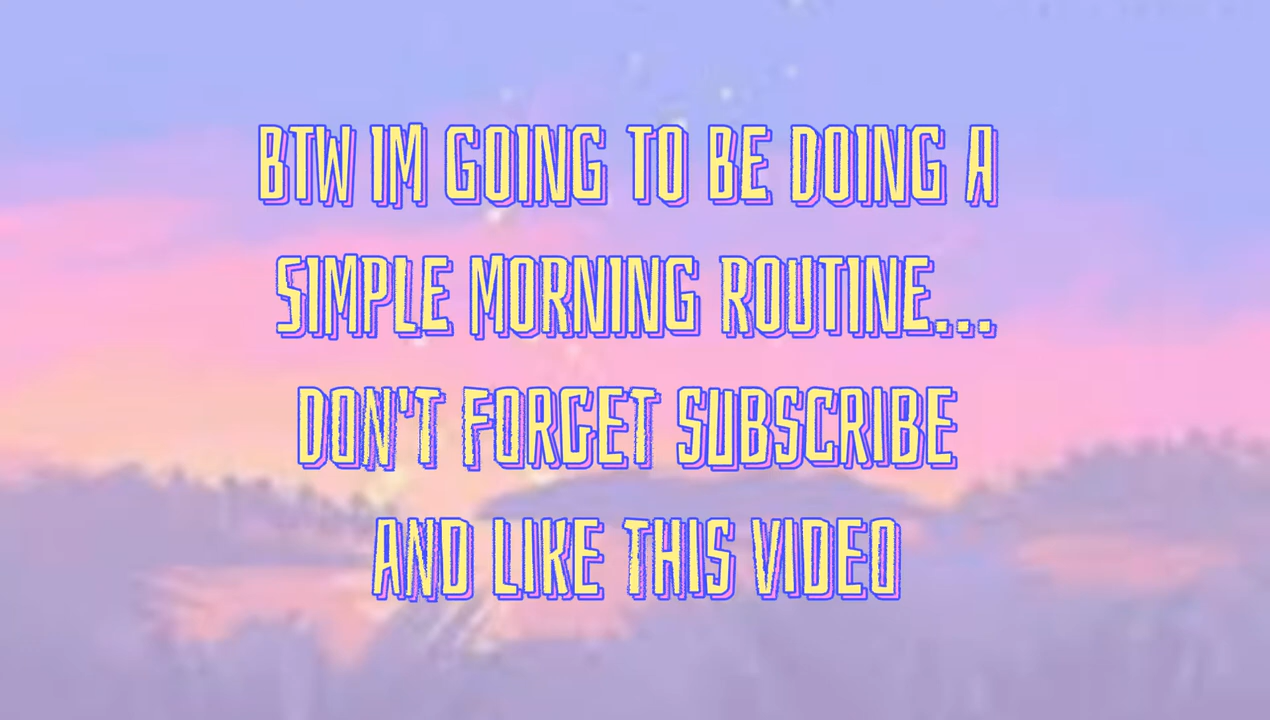 BTW IM GOING TO BE DOING A
SIMPLE MORNING ROUTINE...
DON'T FORGET SUBSCRIBE
AND LIKE THIS VIDEO